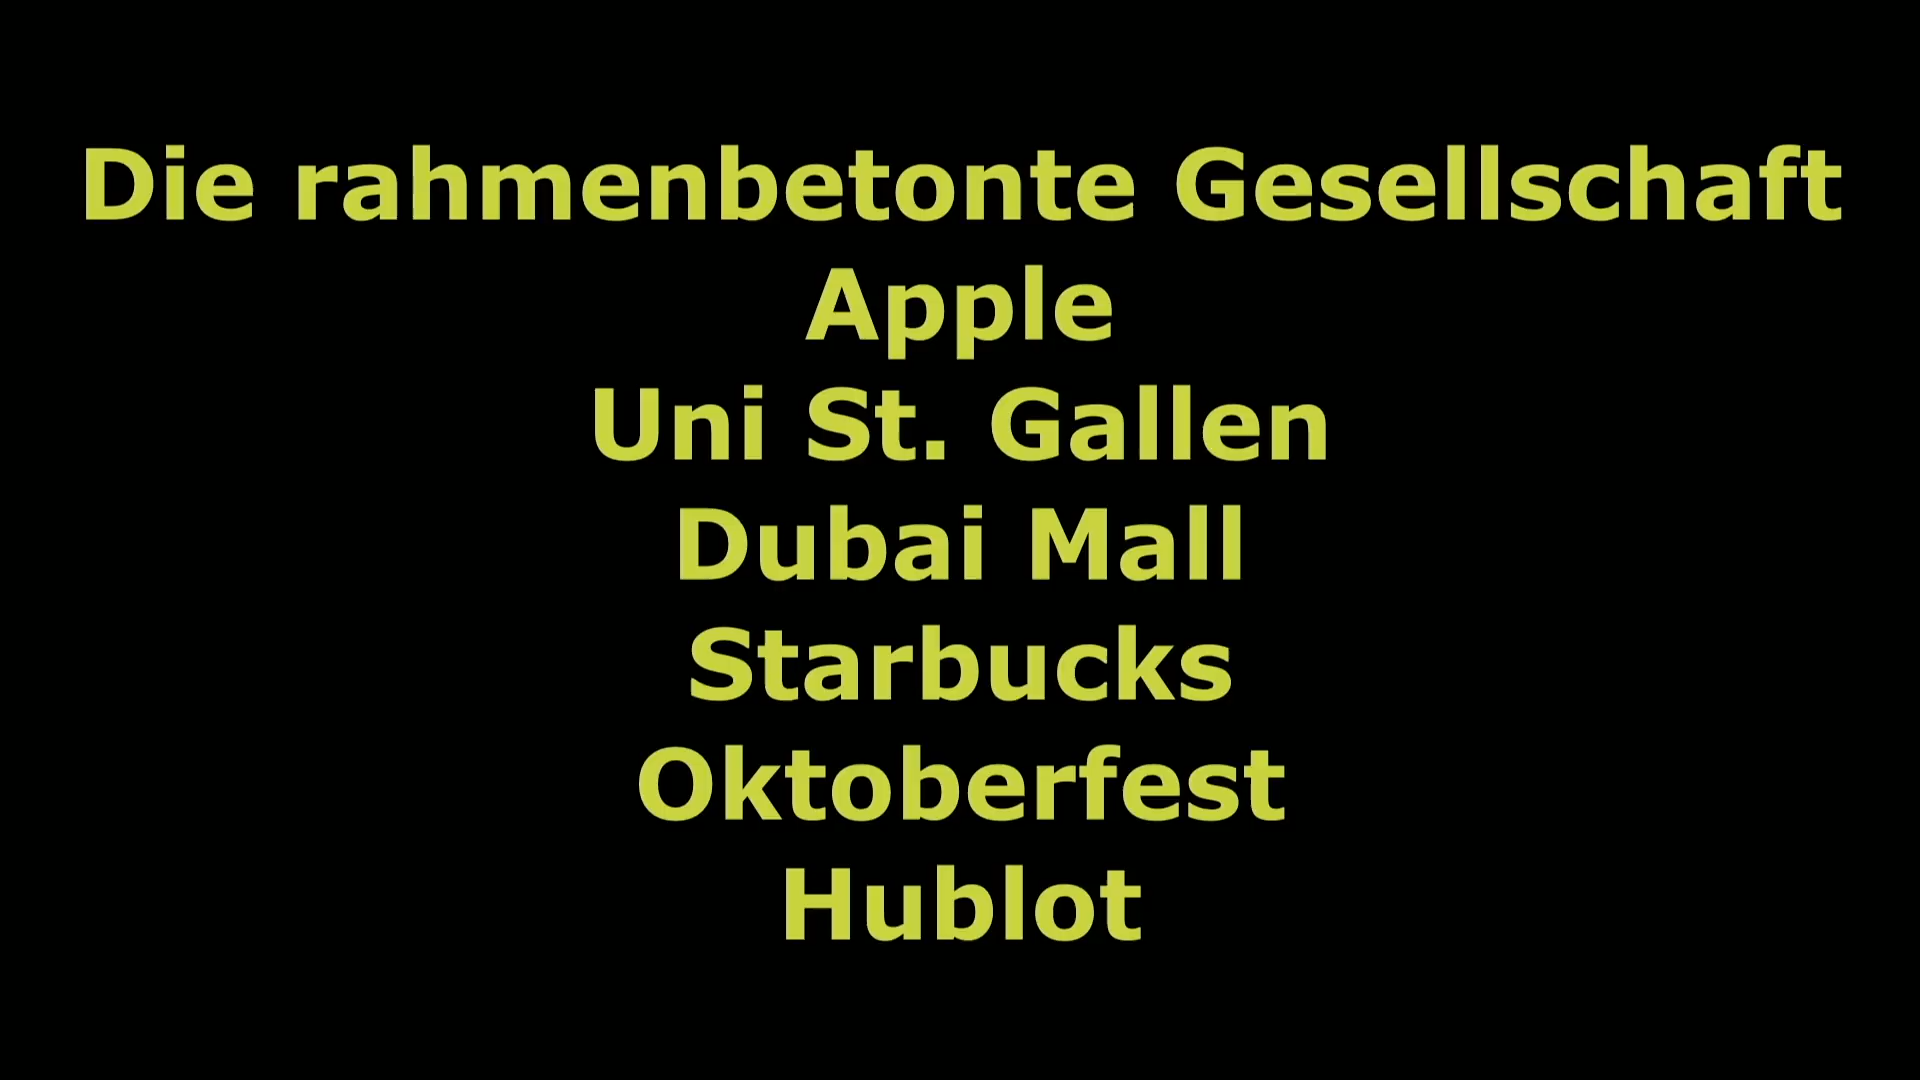 Die rahmenbetonte Gesellschaft
Apple
Uni St. Gallen
Dubai Mall
Starbucks
Oktoberfest
Hublot